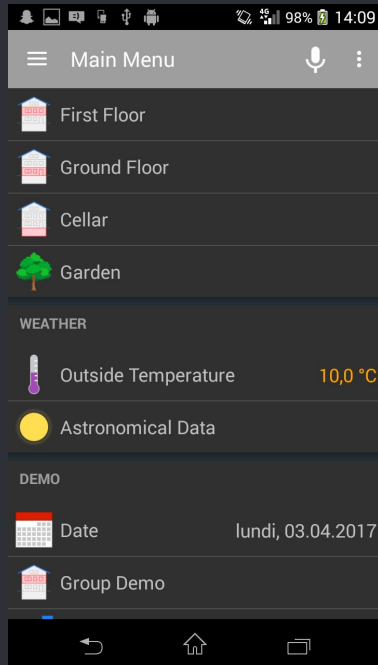 4G 98% 14:09
Main Menu
First Floor
Ground Floor
Cellar
Garden
WEATHER
Outside Temperature 10,0 °C
Astronomical Data
DEMO
Date lundi, 03.04.2017
Group Demo